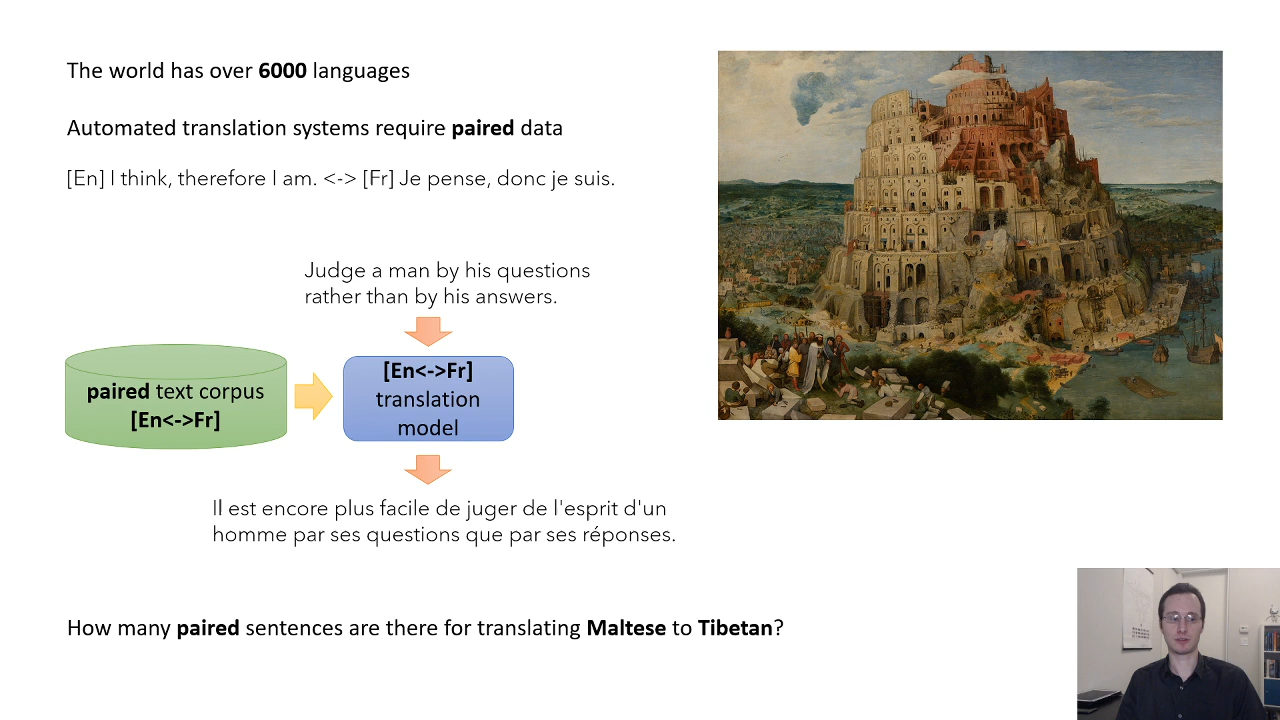 The world has over 6000 languages
Automated translation systems require paired data
[En] I think, therefore I am. <-> [Fr] Je pense, donc je suis.
Judge a man by his questions
rather than by his answers.
paired text corpus
[En<->Fr]
[En<->Fr]
translation
model
Il est encore plus facile de juger de l'esprit d'un
homme par ses questions que par ses réponses.
How many paired sentences are there for translating Maltese to Tibetan?